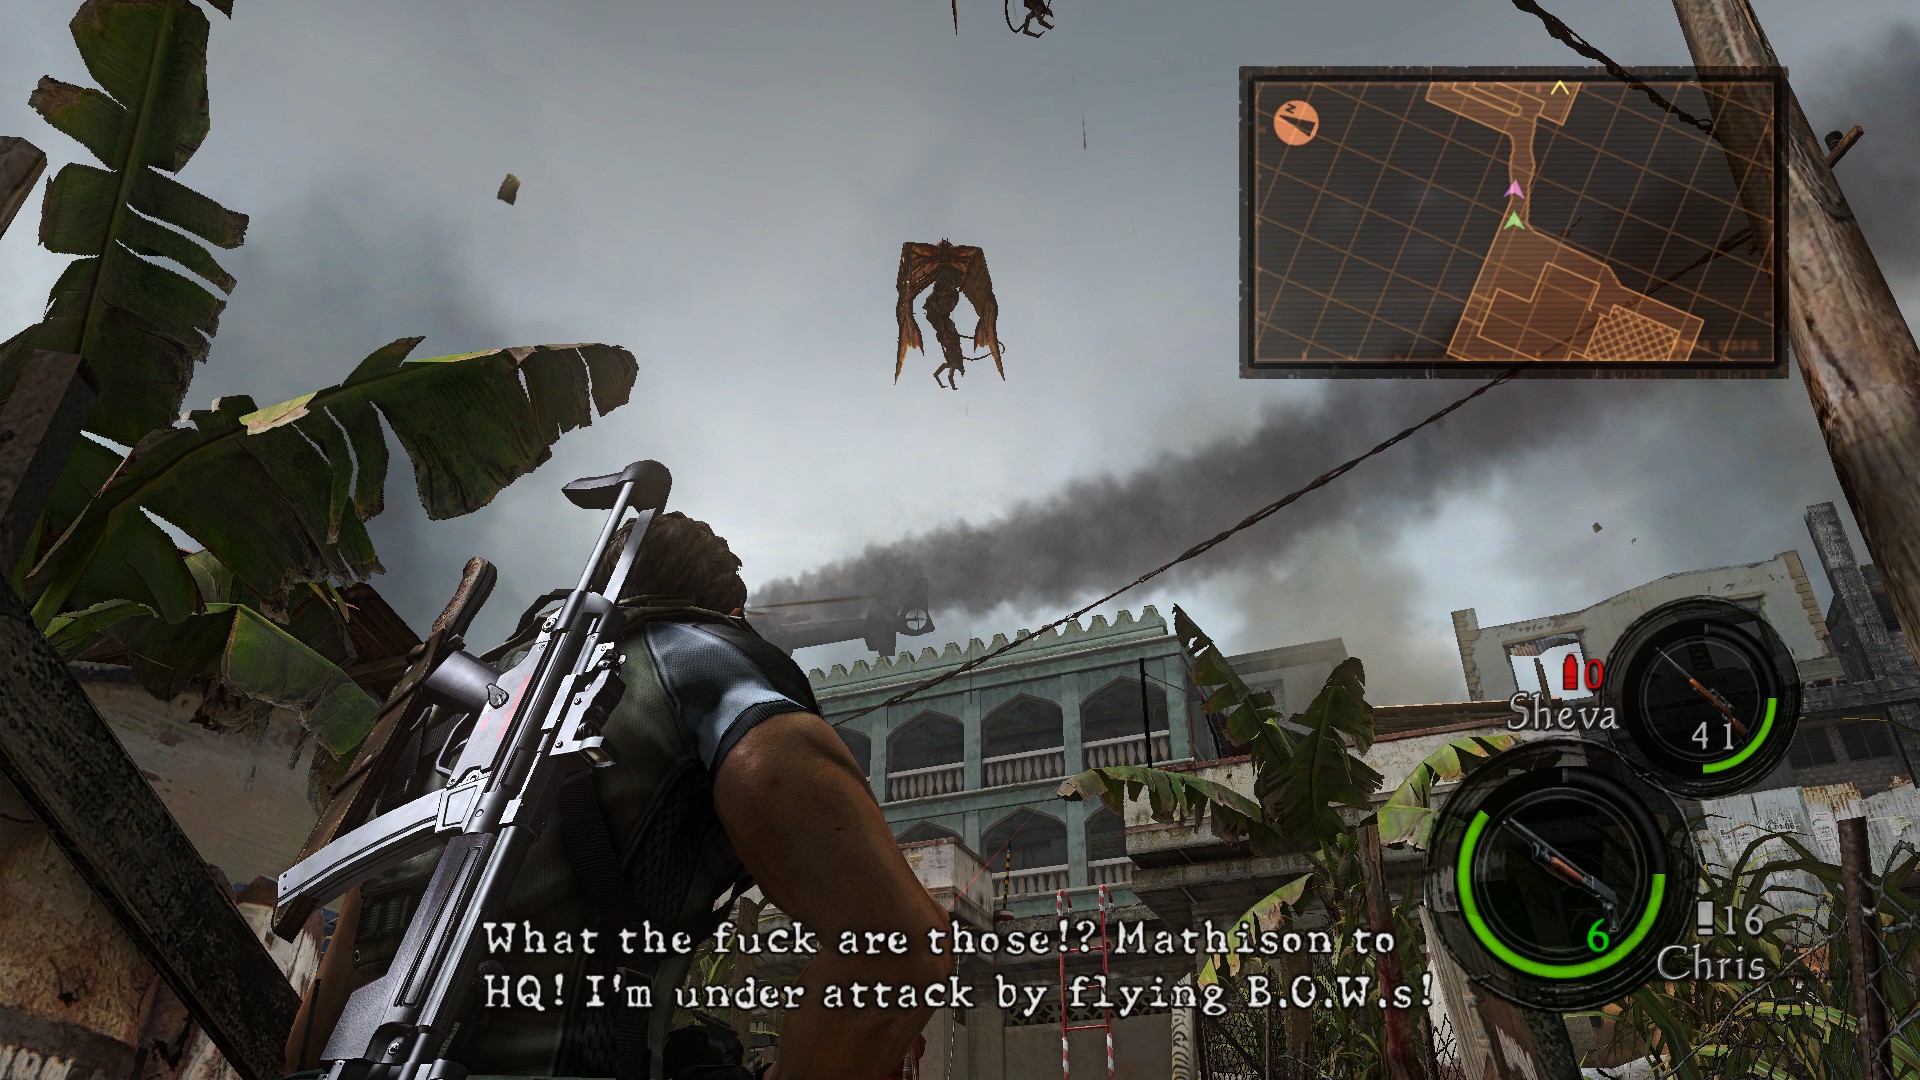 N
0
Sheva
41
6
16
Chris
What the fuck are those!? Mathison to
HQ! I'm under attack by flying B.O.W.s!